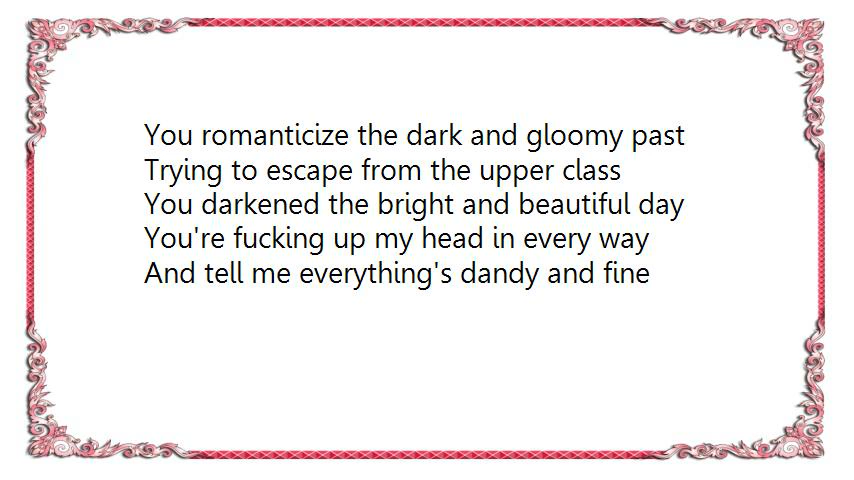 You romanticize the dark and gloomy past
Trying to escape from the upper class
You darkened the bright and beautiful day
You're fucking up my head in every way
And tell me everything's dandy and fine